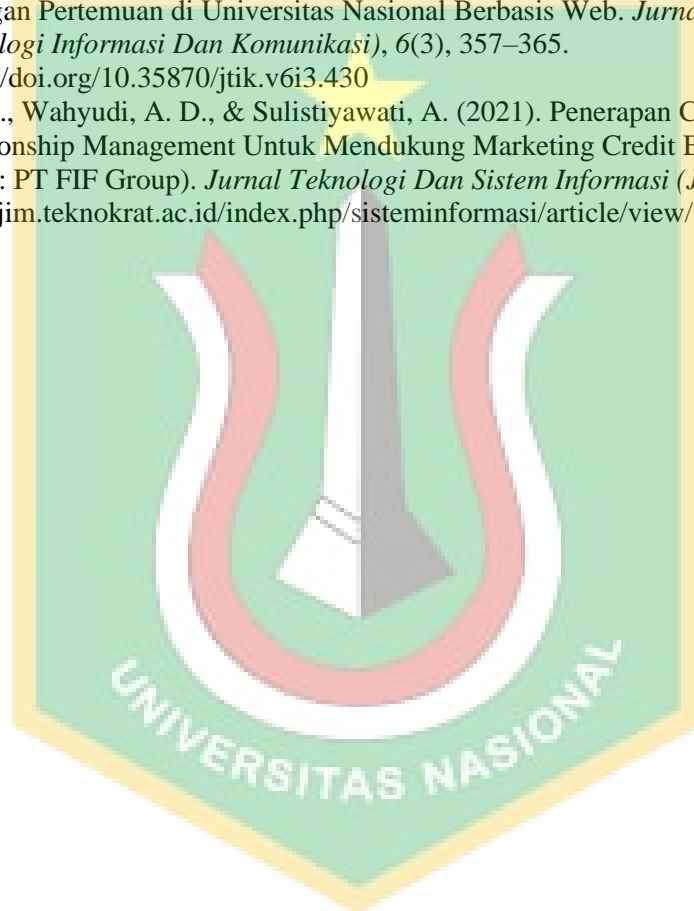 gan Pertemuan di Universitas Nasional Berbasis Web. Jurnal
logi Informasi Dan Komunikasi), 6(3), 357–365.
/doi.org/10.35870/jtik.v6i3.430
., Wahyudi, A. D., & Sulistiyawati, A. (2021). Penerapan C
onship Management Untuk Mendukung Marketing Credit E
: PT FIF Group). Jurnal Teknologi Dan Sistem Informasi (J
jim.teknokrat.ac.id/index.php/sisteminformasi/article/view/
UNIVERSITAS NASIONAL